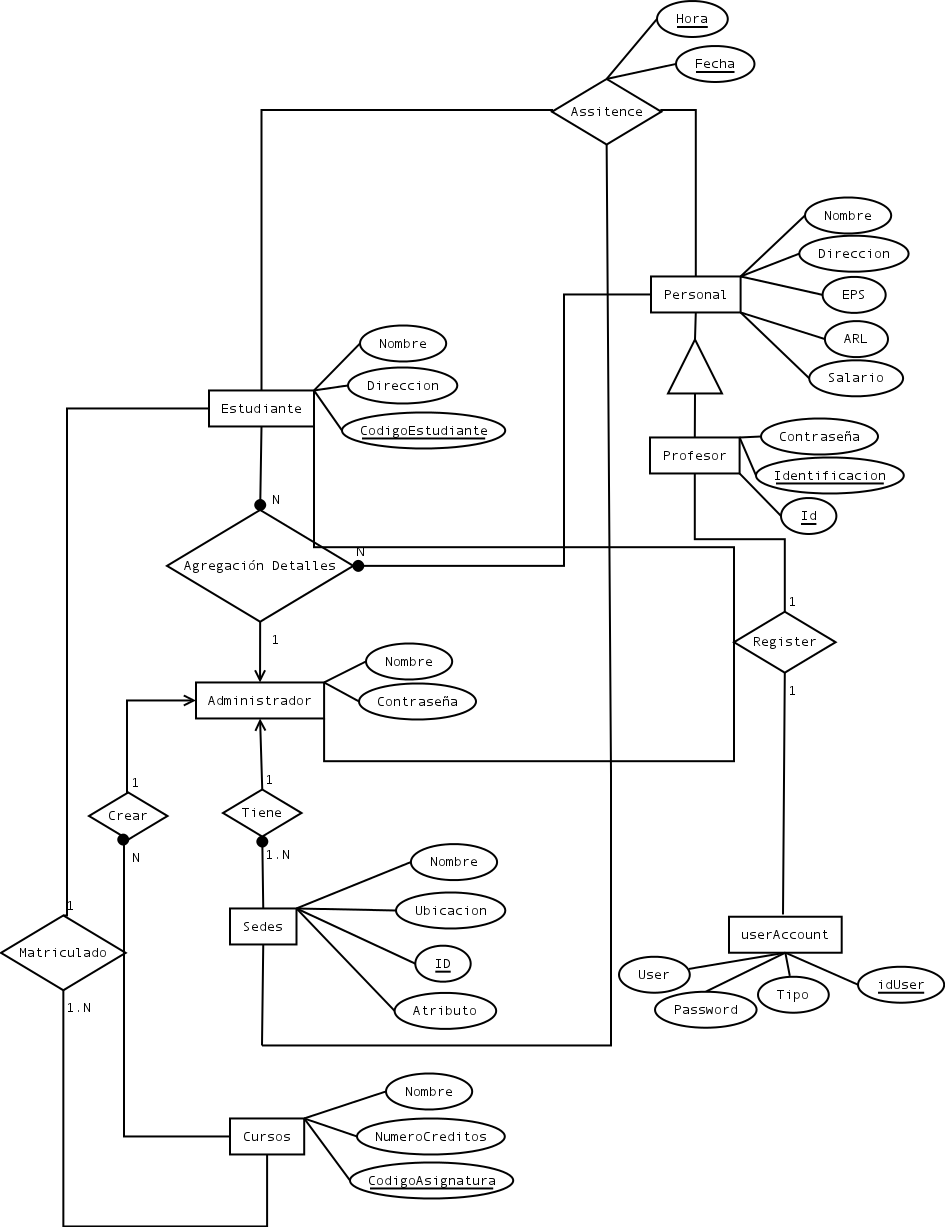 Hora
Fecha
Assitence
Nombre
Direccion
EPS
Personal
ARL
Salario
Nombre
Direccion
Estudiante
CodigoEstudiante
Contraseña
Profesor
Identificacion
Id
N
N
Agregación Detalles
1
1
Register
1
Nombre
Administrador
Contraseña
1
1
Crear
Tiene
N
1.N
Nombre
1
Ubicacion
Sedes
userAccount
Matriculado
ID
User
idUser
Tipo
1.N
Atributo
Password
Nombre
Cursos
NumeroCreditos
CodigoAsignatura